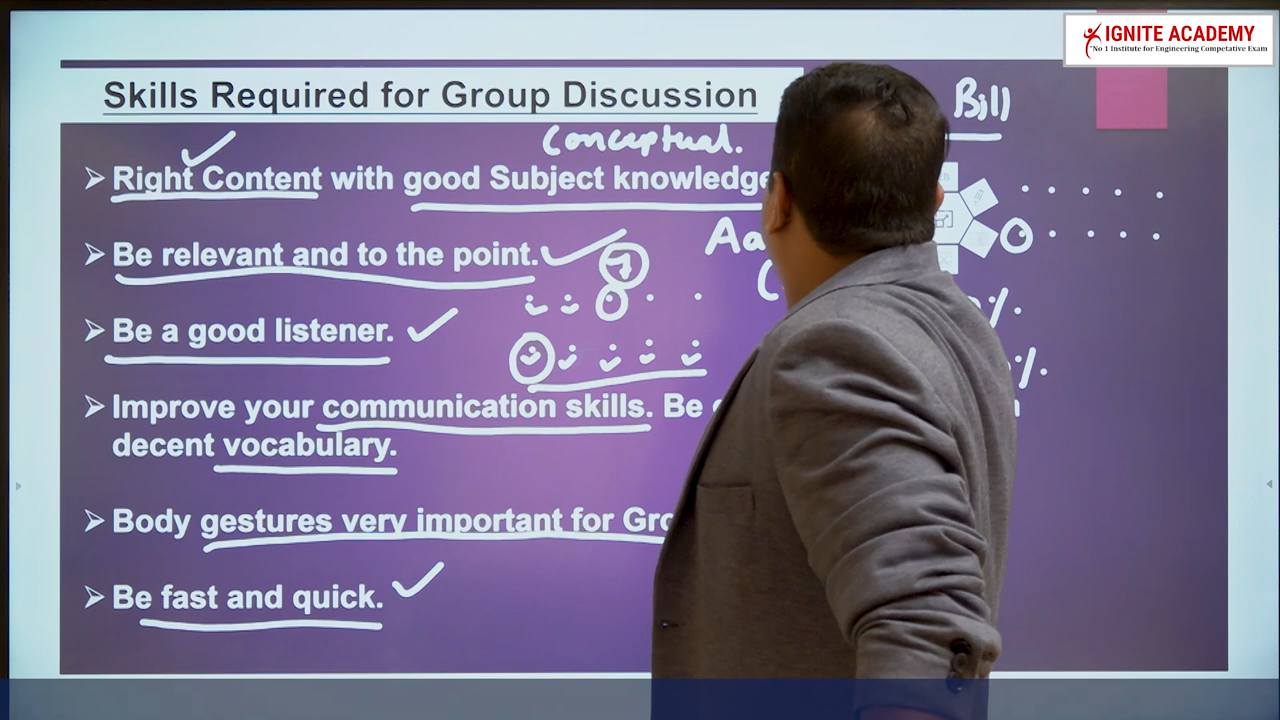 IGNITE ACADEMY
"No 1 Institute for Engineering Competative Exam
Skills Required for Group Discussion
Bill
Conceptual.
➢ Right Content with good Subject knowledge
➢ Be relevant and to the point.
➢ Be a good listener.
➢ Improve your communication skills. Be
decent vocabulary.
➢ Body gestures very important for
➢ Be fast and quick.